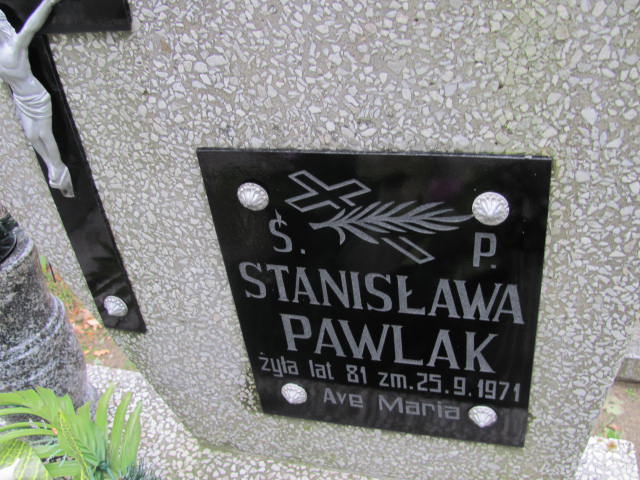 Ś. P.
STANISŁAWA
PAWLAK
żyła lat 81 zm. 25.9.1971
Ave Maria